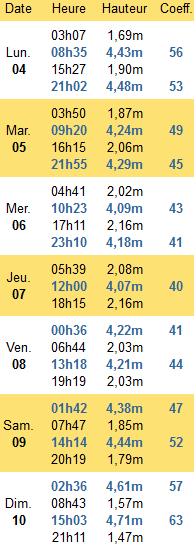 Date Heure Hauteur Coeff.
03h07 1,69m
Lun. 08h35 4,43m 56
04 15h27 1,90m
21h02 4,48m 53
03h50 1,87m
Mar. 09h20 4,24m 49
05 16h15 2,06m
21h55 4,29m 45
04h41 2,02m
Mer. 10h23 4,09m 43
06 17h11 2,16m
23h10 4,18m 41
05h39 2,08m
Jeu. 12h00 4,07m 40
07 18h15 2,16m
00h36 4,22m 41
Ven. 06h44 2,03m
08 13h18 4,21m 44
19h19 2,03m
01h42 4,38m 47
Sam. 07h47 1,85m
09 14h14 4,44m 52
20h19 1,79m
02h36 4,61m 57
Dim. 08h43 1,57m
10 15h03 4,71m 63
21h11 1,47m